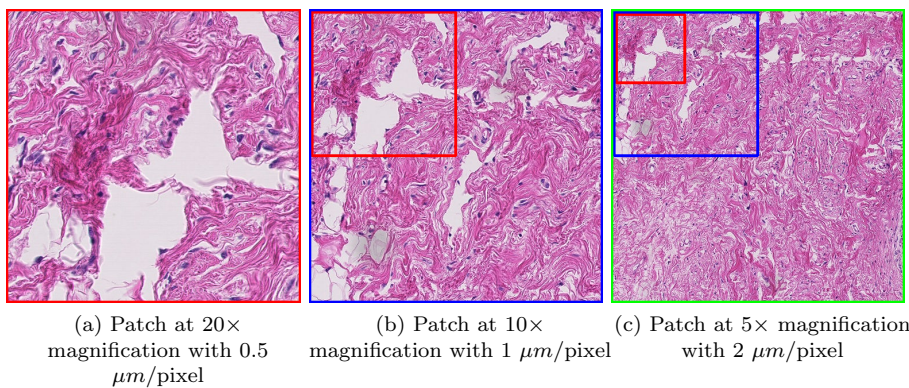 (a) Patch at 20×
magnification with 0.5
μm/pixel
(b) Patch at 10×
magnification with 1 μm/pixel
(c) Patch at 5× magnification
with 2 μm/pixel